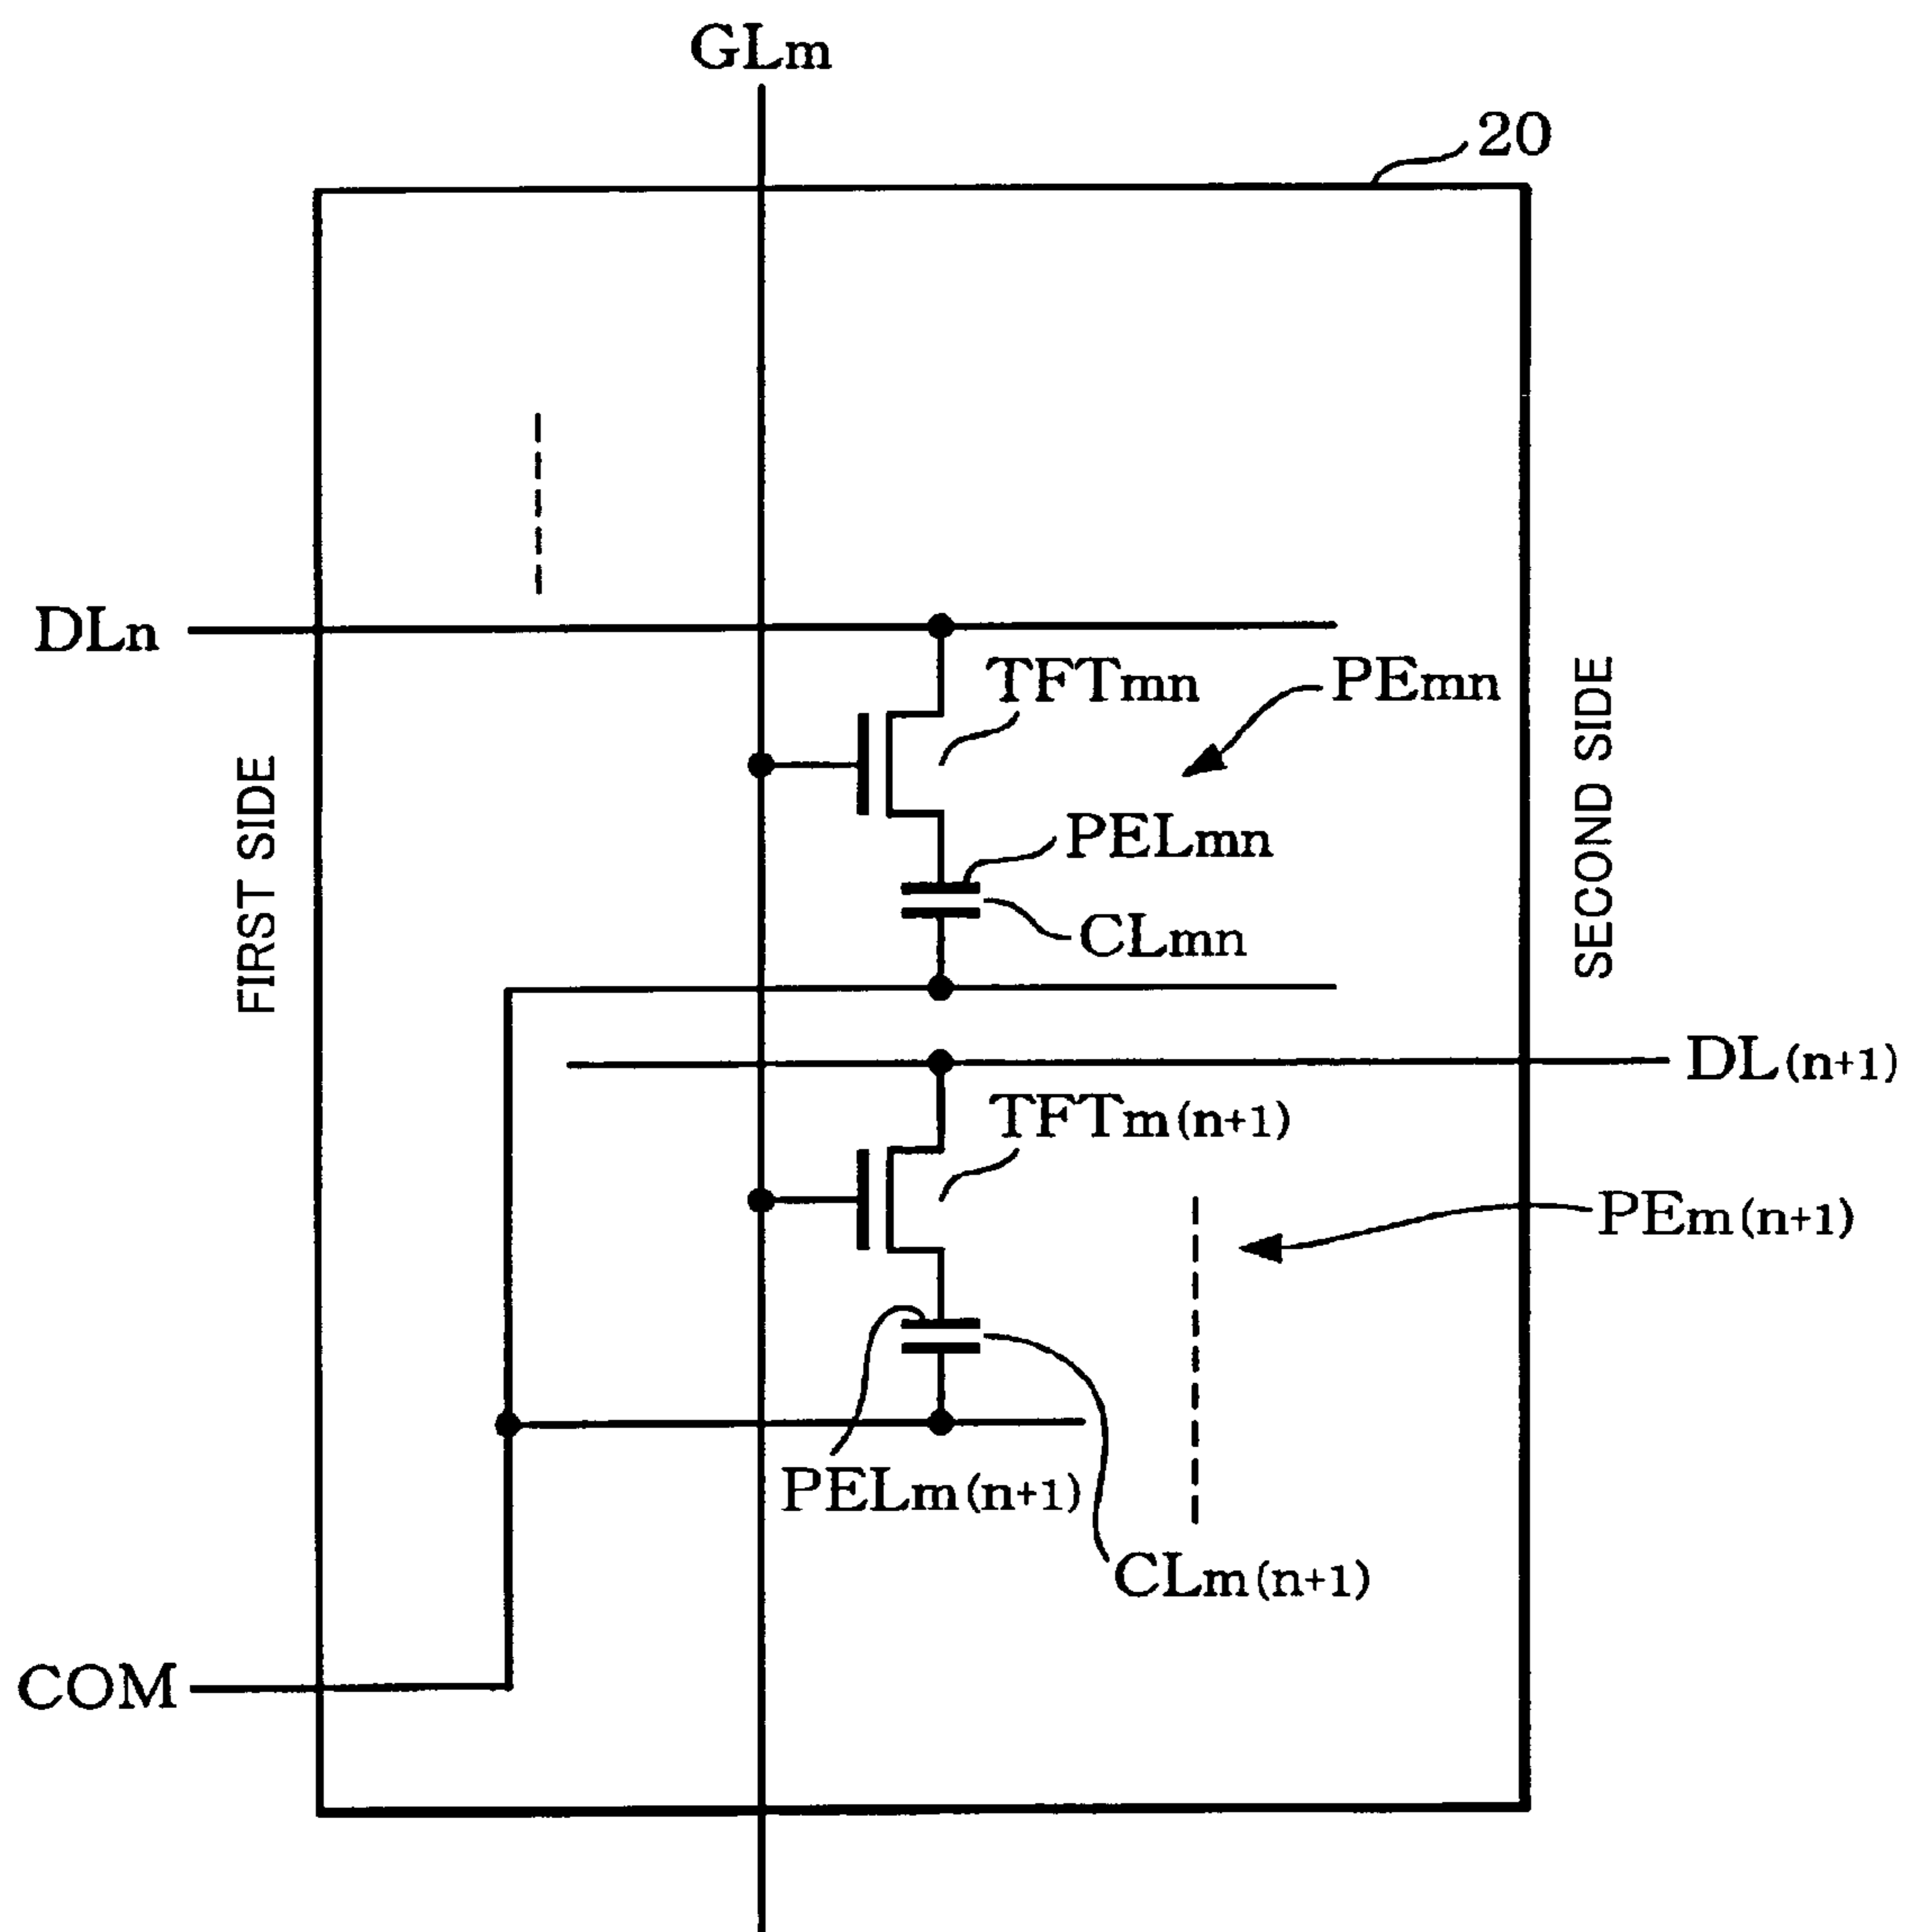 GLm
20
DLn
TFTmn
PEmn
PELmn
CLmn
FIRST SIDE
SECOND SIDE
DL(n+1)
TFTm(n+1)
PEm(n+1)
PELm(n+1)
CLm(n+1)
COM